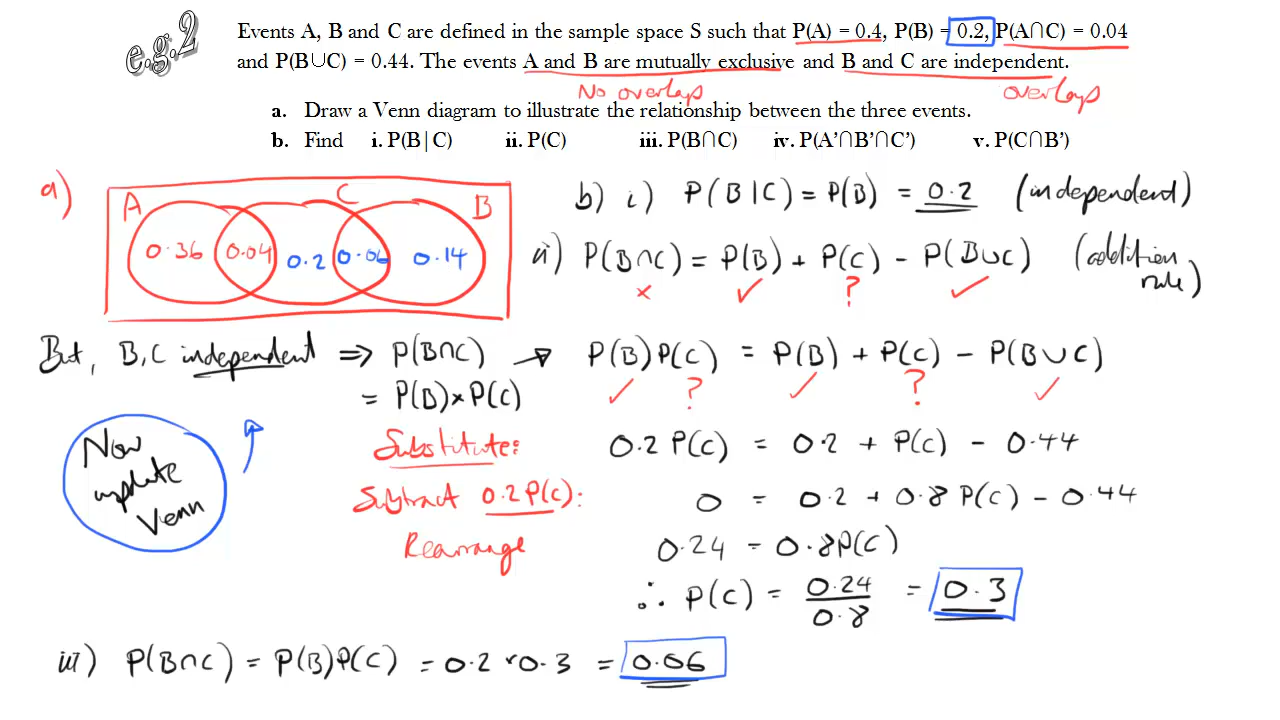 e.g.2
Events A, B and C are defined in the sample space S such that P(A) = 0.4, P(B) = 0.2, P(A∩C) = 0.04
and P(B∪C) = 0.44. The events A and B are mutually exclusive and B and C are independent.
No overlap
overlaps
a. Draw a Venn diagram to illustrate the relationship between the three events.
b. Find i. P(B|C) ii. P(C) iii. P(B∩C) iv. P(A'∩B'∩C') v. P(C∩B')
a)
A C B
0.36 0.04 0.2 0.06 0.14
b) i) P(B|C) = P(B) = 0.2 (independent)
ii) P(B∩C) = P(B) + P(C) - P(B∪C) (addition rule)
× ✓ ? ✓
But, B,C independent ⇒ P(B∩C) → P(B)P(C) = P(B) + P(C) - P(B∪C)
= P(B)×P(C)
✓ ? ✓ ? ✓
Now
update
Venn
Substitute: 0.2 P(C) = 0.2 + P(C) - 0.44
Subtract 0.2P(C): 0 = 0.2 + 0.8 P(C) - 0.44
Rearrange 0.24 = 0.8P(C)
∴ P(C) = 0.24/0.8 = 0.3
iii) P(B∩C) = P(B)P(C) = 0.2 × 0.3 = 0.06